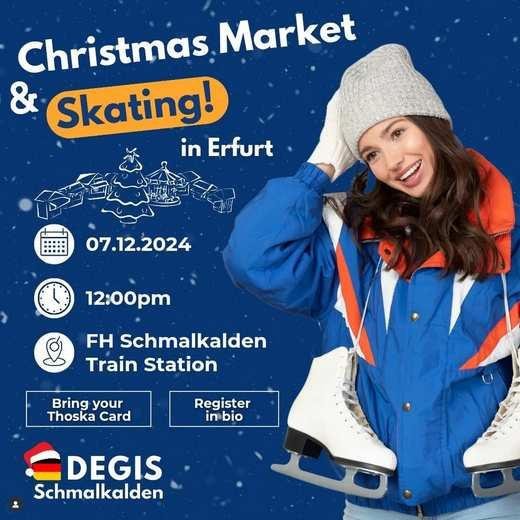 Christmas Market
& Skating!
in Erfurt
07.12.2024
12:00pm
FH Schmalkalden
Train Station
Bring your
Thoska Card
Register
in bio
DEGIS
Schmalkalden